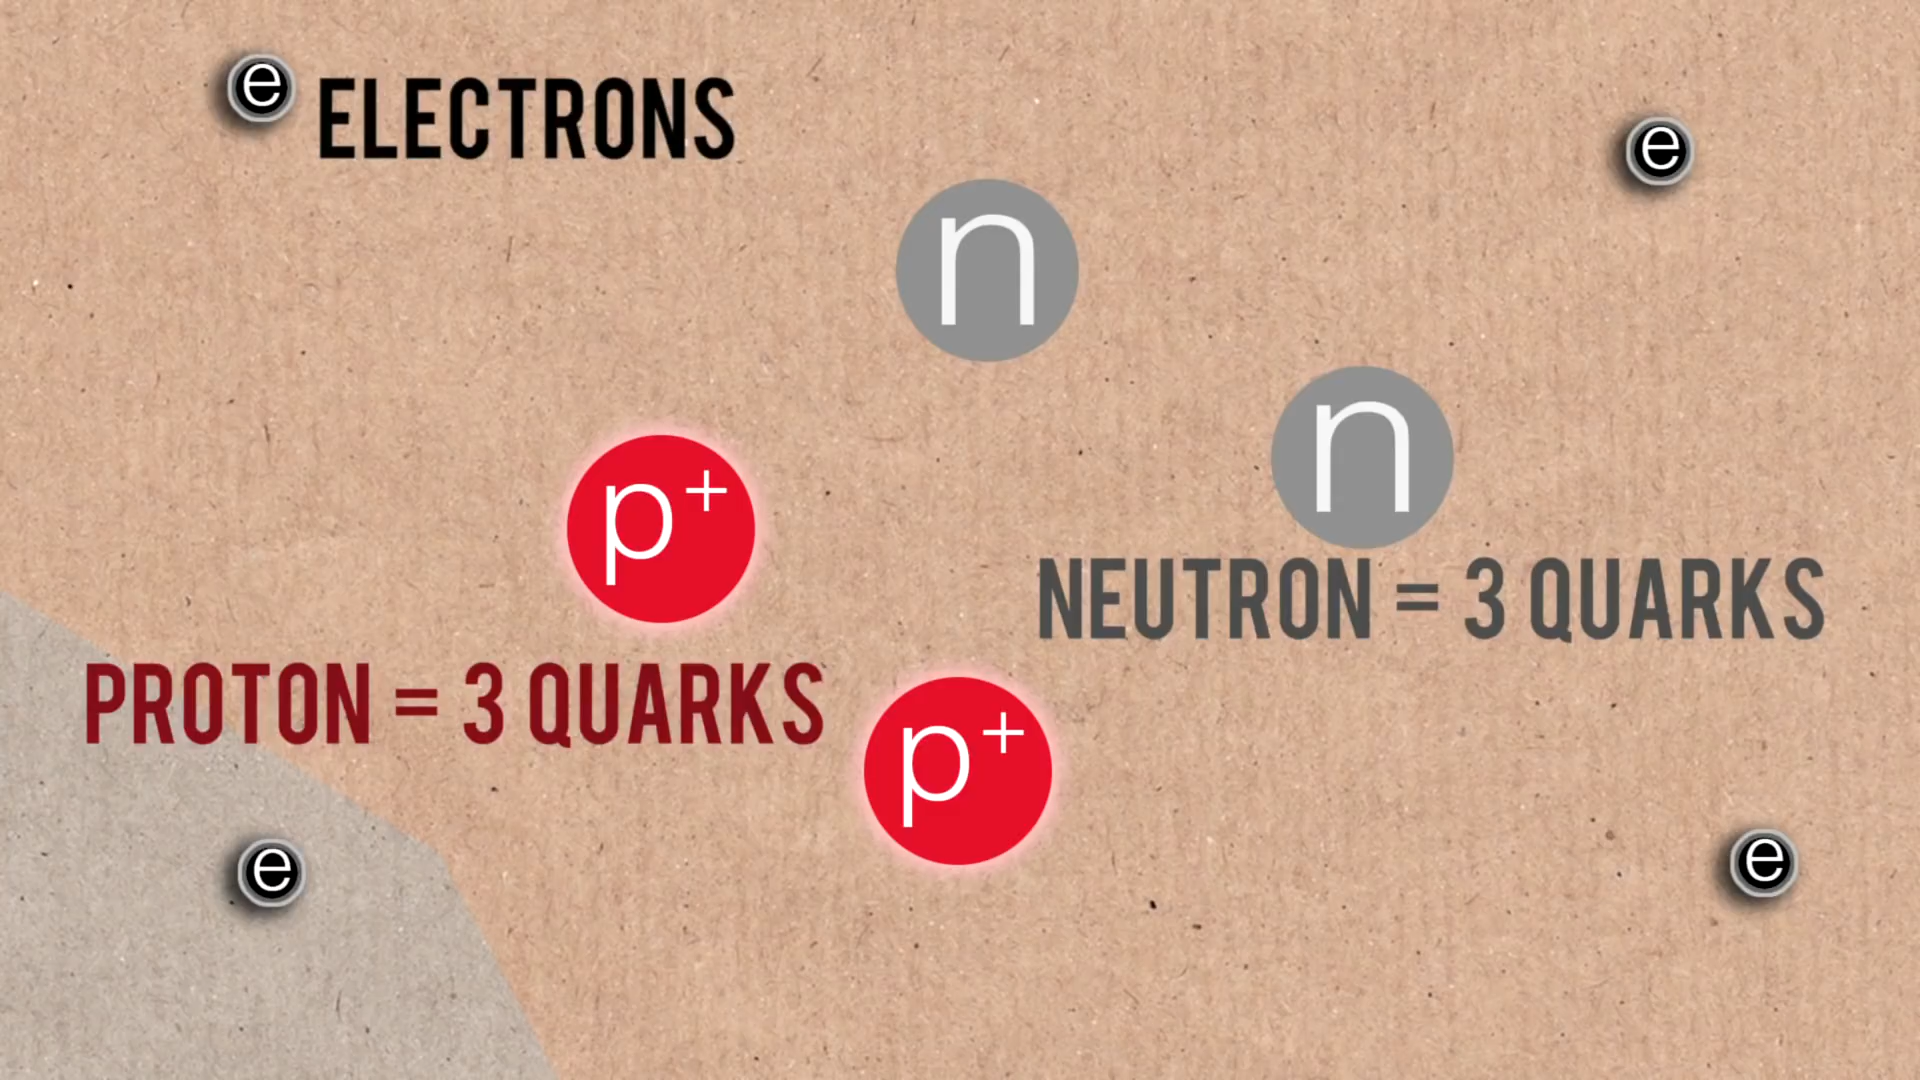 e ELECTRONS
e
n
n
p+
NEUTRON = 3 QUARKS
PROTON = 3 QUARKS
p+
e
e